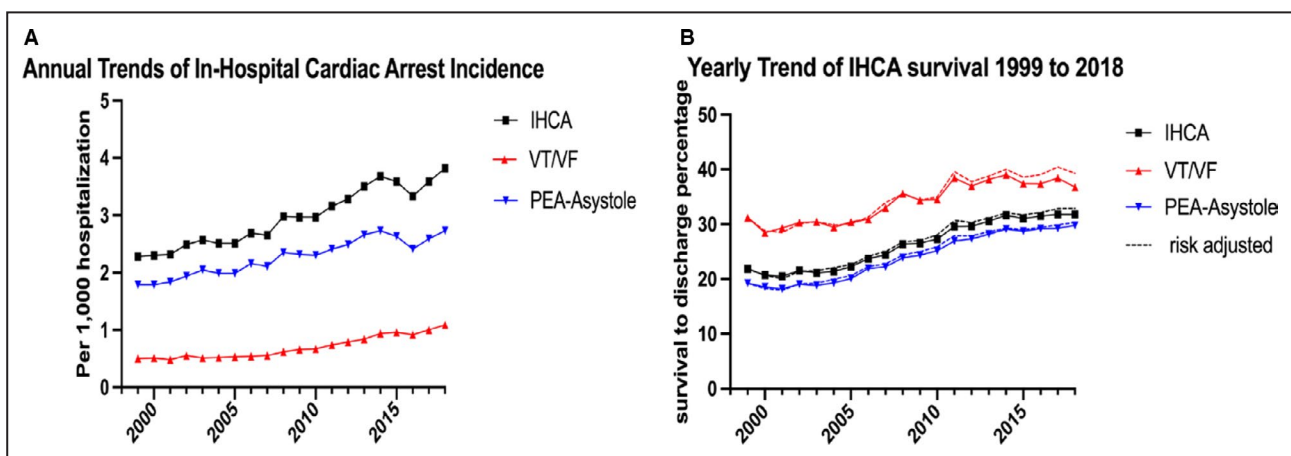 A
Annual Trends of In-Hospital Cardiac Arrest Incidence
Per 1,000 hospitalization
5
4
3
2
1
0
2000
2005
2010
2015
IHCA
VT/VF
PEA-Asystole
B
Yearly Trend of IHCA survival 1999 to 2018
survival to discharge percentage
50
40
30
20
10
0
2000
2005
2010
2015
IHCA
VT/VF
PEA-Asystole
risk adjusted